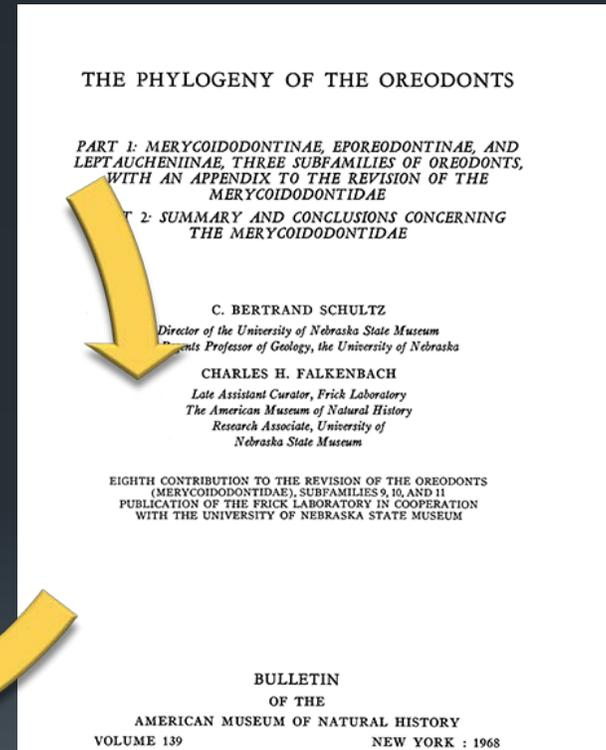 THE PHYLOGENY OF THE OREODONTS
PART 1: MERYCOIDODONTINAE, EPOREODONTINAE, AND
LEPTAUCHENIINAE, THREE SUBFAMILIES OF OREODONTS,
WITH AN APPENDIX TO THE REVISION OF THE
MERYCOIDODONTIDAE
2: SUMMARY AND CONCLUSIONS CONCERNING
THE MERYCOIDODONTIDAE
C. BERTRAND SCHULTZ
Director of the University of Nebraska State Museum
Professor of Geology, the University of Nebraska
CHARLES H. FALKENBACH
Late Assistant Curator, Frick Laboratory
The American Museum of Natural History
Research Associate, University of
Nebraska State Museum
EIGHTH CONTRIBUTION TO THE REVISION OF THE OREODONTS
(MERYCOIDODONTIDAE), SUBFAMILIES 9, 10, AND 11
PUBLICATION OF THE FRICK LABORATORY IN COOPERATION
WITH THE UNIVERSITY OF NEBRASKA STATE MUSEUM
BULLETIN
OF THE
AMERICAN MUSEUM OF NATURAL HISTORY
VOLUME 139 NEW YORK : 1968